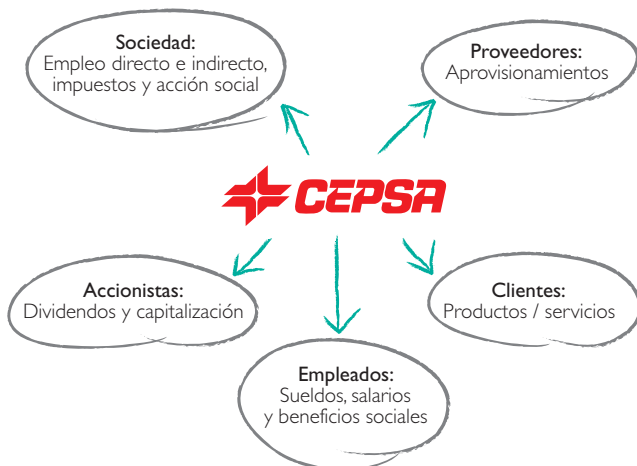 Sociedad:
Empleo directo e indirecto,
impuestos y acción social
Proveedores:
Aprovisionamientos
CEPSA
Accionistas:
Dividendos y capitalización
Clientes:
Productos / servicios
Empleados:
Sueldos, salarios
y beneficios sociales